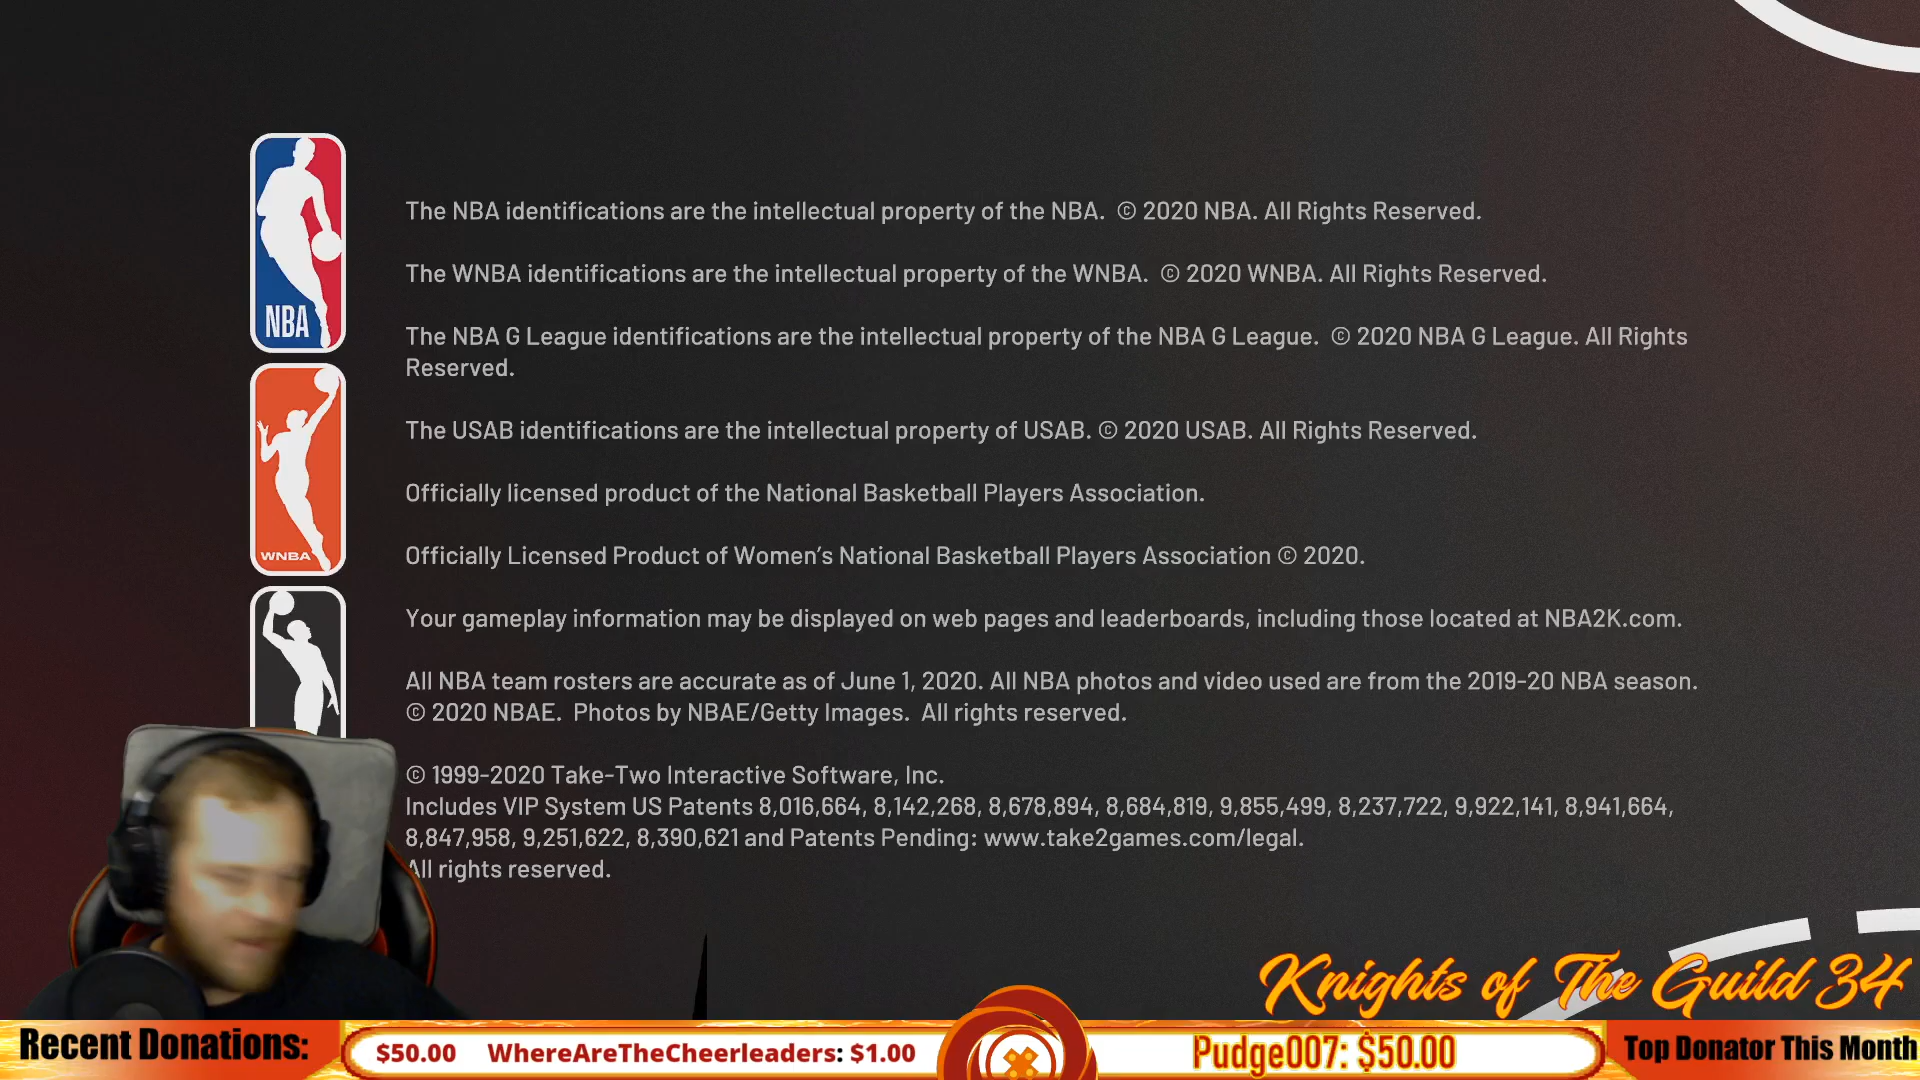 The NBA identifications are the intellectual property of the NBA.  © 2020 NBA. All Rights Reserved.
The WNBA identifications are the intellectual property of the WNBA.  © 2020 WNBA. All Rights Reserved.
NBA
The NBA G League identifications are the intellectual property of the NBA G League.  © 2020 NBA G League. All Rights
Reserved.
The USAB identifications are the intellectual property of USAB. © 2020 USAB. All Rights Reserved.
Officially licensed product of the National Basketball Players Association.
WNBA
Officially Licensed Product of Women’s National Basketball Players Association © 2020.
Your gameplay information may be displayed on web pages and leaderboards, including those located at NBA2K.com.
All NBA team rosters are accurate as of June 1, 2020. All NBA photos and video used are from the 2019-20 NBA season.
© 2020 NBAE.  Photos by NBAE/Getty Images.  All rights reserved.
© 1999-2020 Take-Two Interactive Software, Inc.
Includes VIP System US Patents 8,016,664, 8,142,268, 8,678,894, 8,684,819, 9,855,499, 8,237,722, 9,922,141, 8,941,664,
8,847,958, 9,251,622, 8,390,621 and Patents Pending: www.take2games.com/legal.
All rights reserved.
Knights of The Guild 34
Recent Donations: $50.00 WhereAreTheCheerleaders: $1.00 Pudge007: $50.00 Top Donator This Month